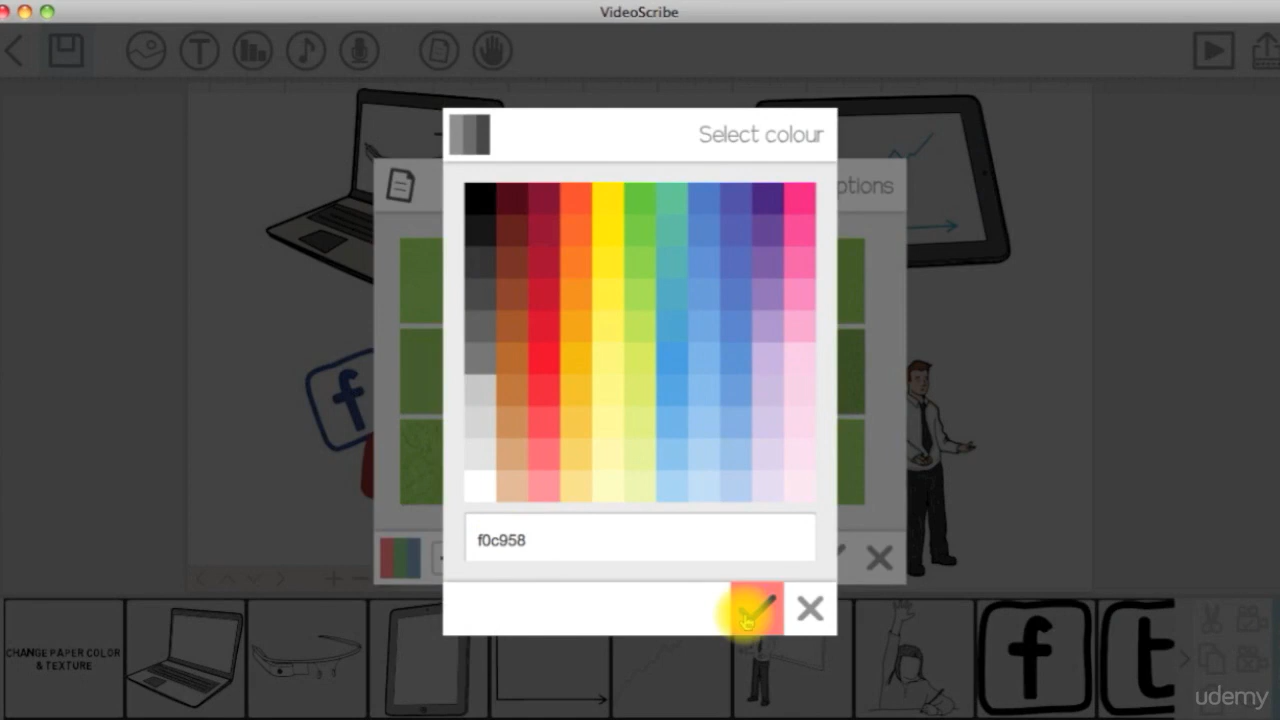 VideoScribe
T
Select colour
ptions
f
f0c958
CHANGE PAPER COLOR
& TEXTURE
f
t
udemy